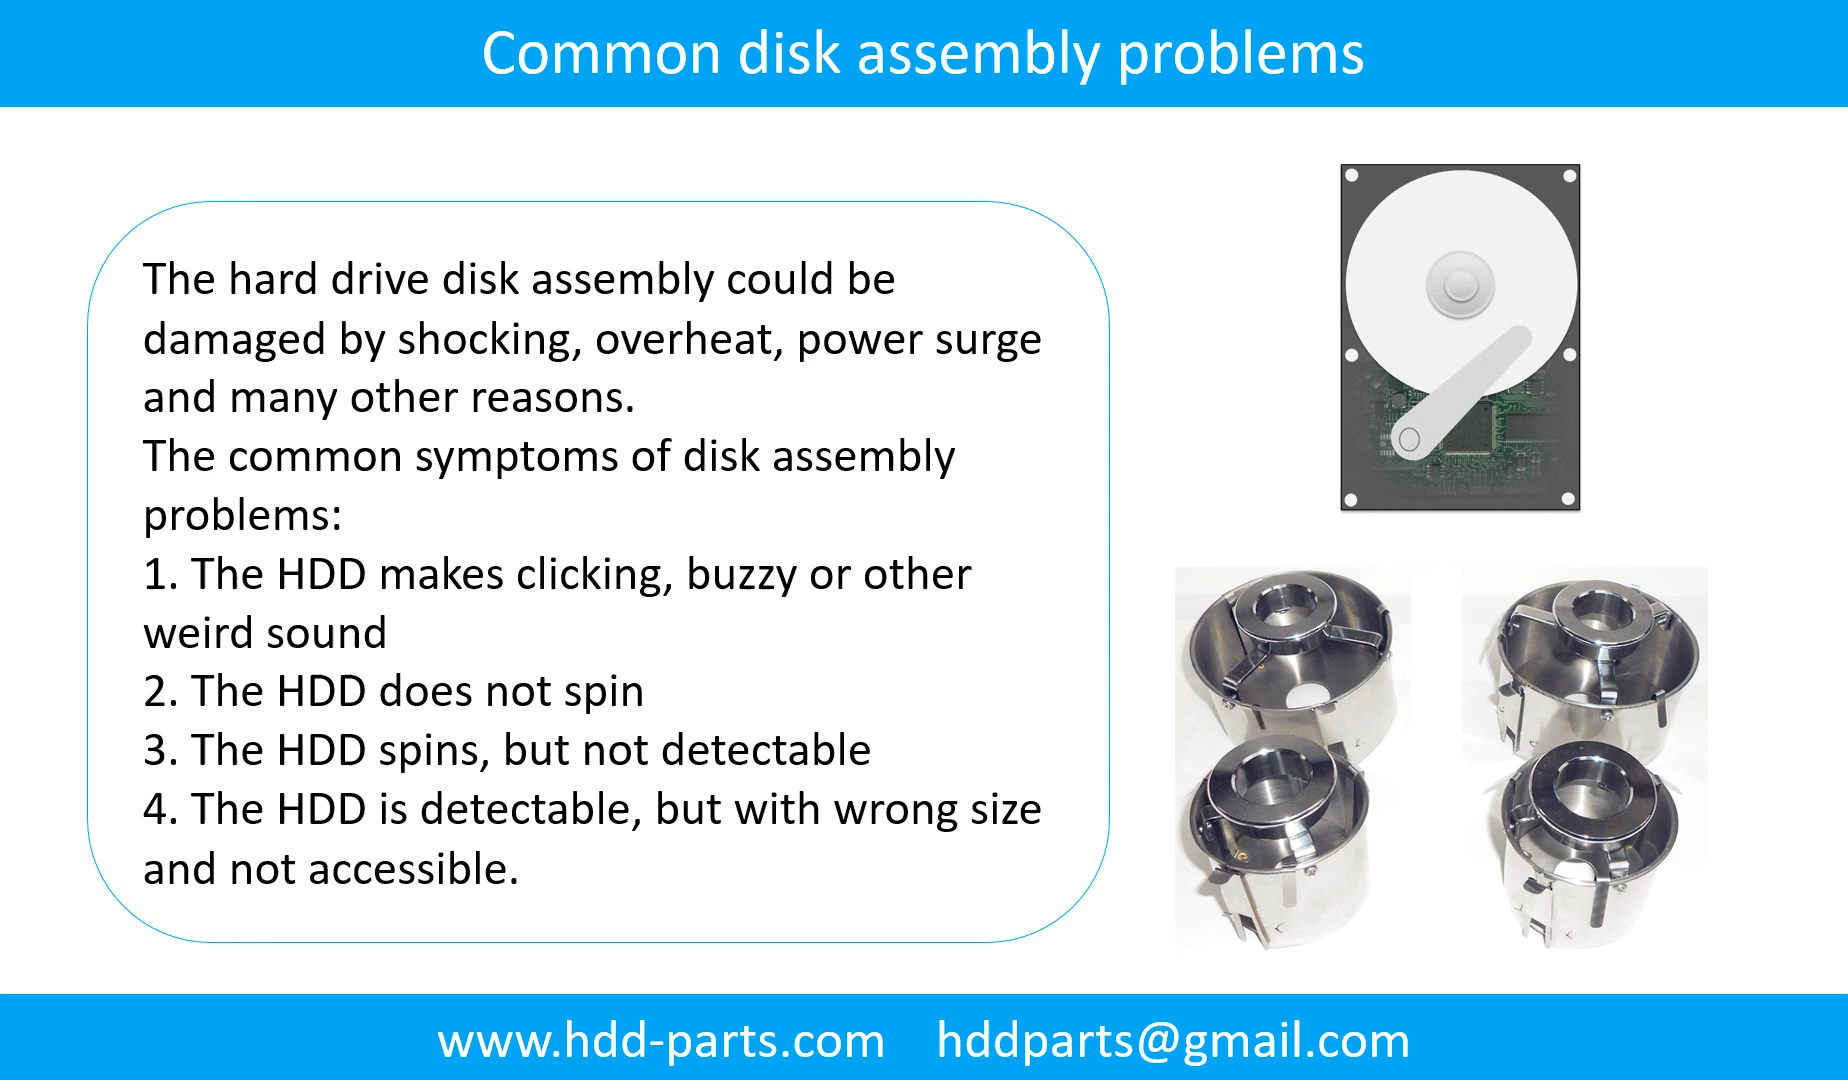 Common disk assembly problems
The hard drive disk assembly could be
damaged by shocking, overheat, power surge
and many other reasons.
The common symptoms of disk assembly
problems:
1. The HDD makes clicking, buzzy or other
weird sound
2. The HDD does not spin
3. The HDD spins, but not detectable
4. The HDD is detectable, but with wrong size
and not accessible.
www.hdd-parts.com hddparts@gmail.com